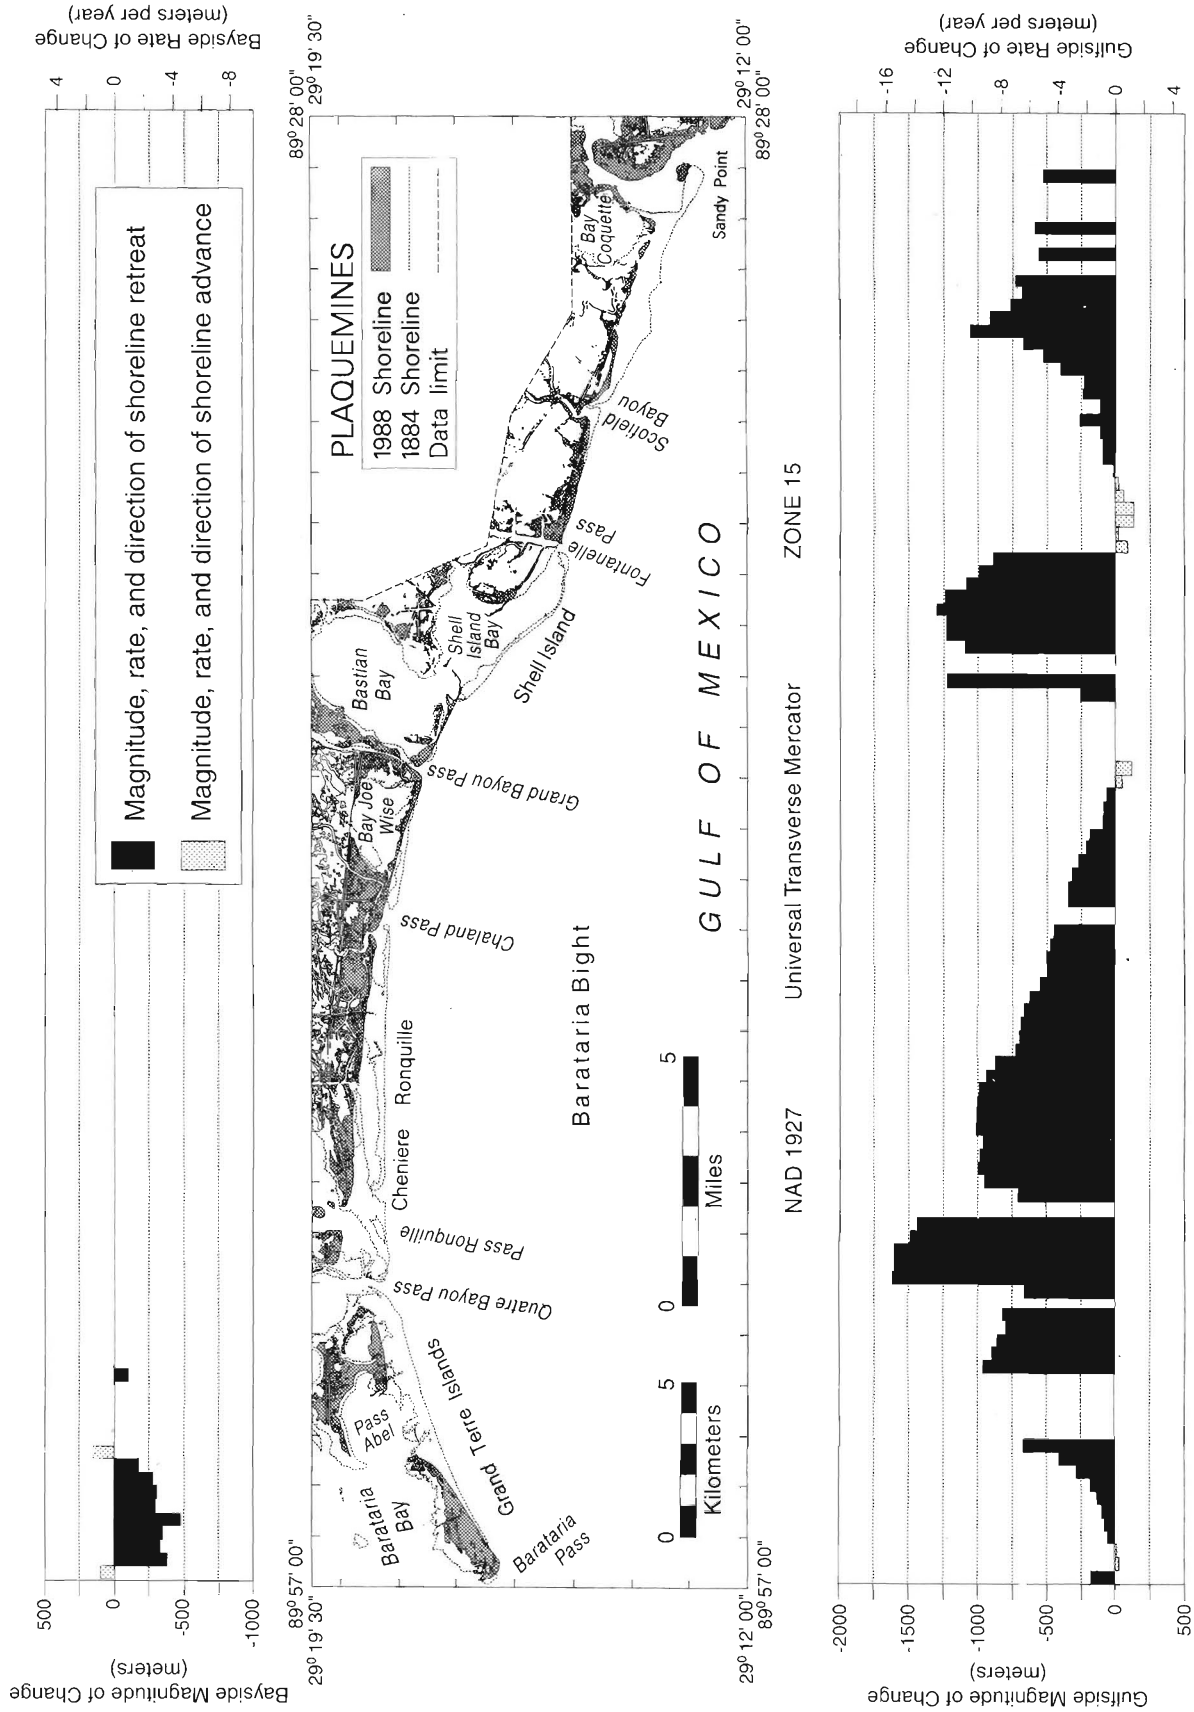 Bayside Magnitude of Change
(meters)
500
0
-500
-1000
Bayside Rate of Change
(meters per year)
4
0
-4
-8
Magnitude, rate, and direction of shoreline retreat
Magnitude, rate, and direction of shoreline advance
89° 57' 00"
29° 19' 30"
89° 28' 00"
29° 19' 30"
PLAQUEMINES
1988 Shoreline
1884 Shoreline
Data limit
Barataria
Bay
Pass
Abel
Barataria
Pass
Grand Terre Islands
Quatre Bayou Pass
Pass Ronquille
Cheniere Ronquille
Chaland Pass
Bay Joe
Wise
Grand Bayou Pass
Bastian
Bay
Shell
Island
Bay
Shell Island
Fontanelle
Pass
Scofield
Bayou
Bay
Coquette
Sandy Point
Barataria Bight
GULF OF MEXICO
0 5
Kilometers
0 5
Miles
29° 12' 00"
89° 57' 00"
29° 12' 00"
89° 28' 00"
NAD 1927
Universal Transverse Mercator
ZONE 15
Gulfside Magnitude of Change
(meters)
-2000
-1500
-1000
-500
0
500
Gulfside Rate of Change
(meters per year)
-16
-12
-8
-4
0
4